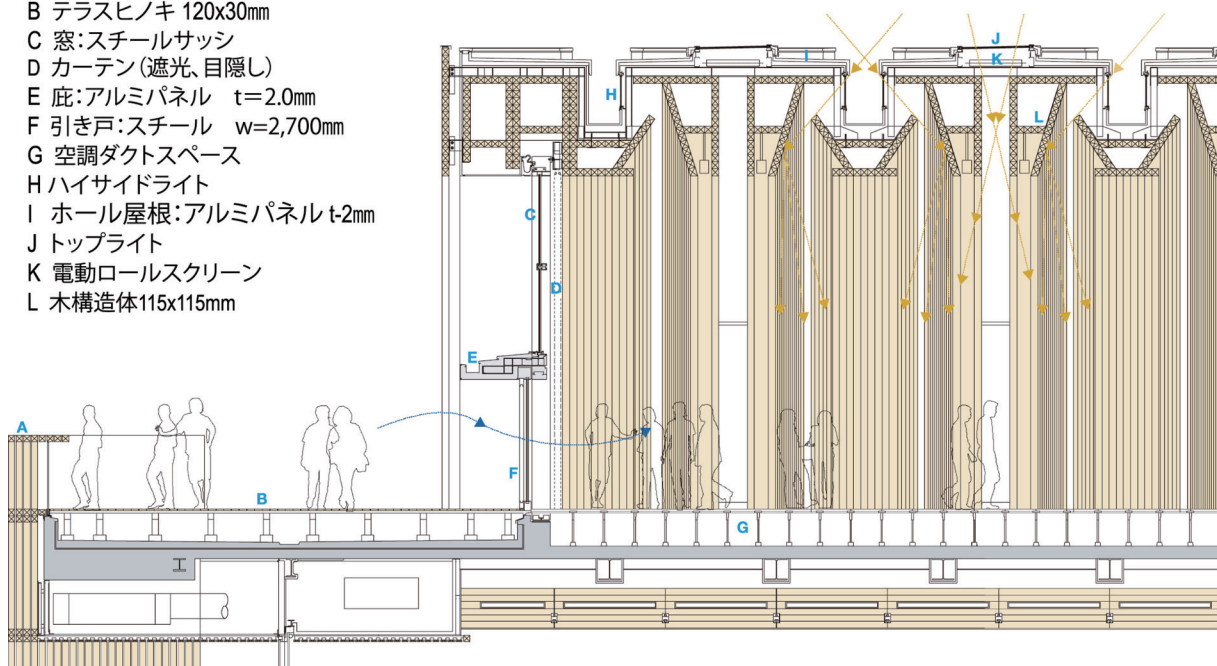 B テラスヒノキ 120x30mm
C 窓:スチールサッシ
D カーテン(遮光、目隠し)
E 庇:アルミパネル t=2.0mm
F 引き戸:スチール w=2,700mm
G 空調ダクトスペース
H ハイサイドライト
I ホール屋根:アルミパネル t-2mm
J トップライト
K 電動ロールスクリーン
L 木構造体115x115mm
J
I
K
H
L
C
D
E
A
F
B
G